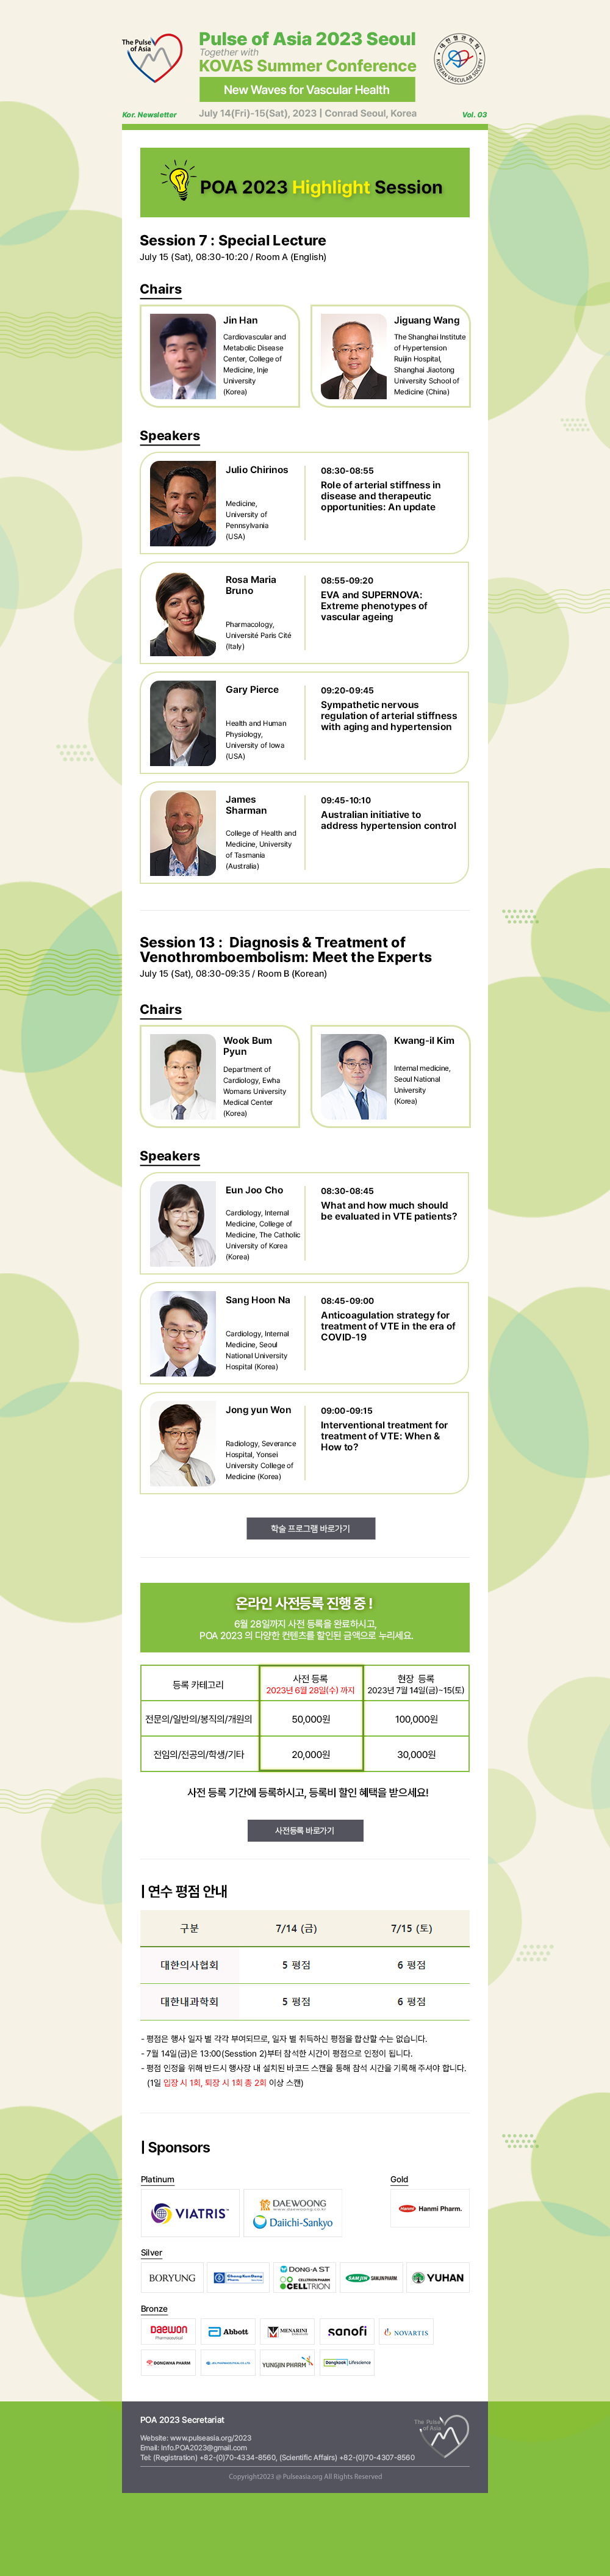 The Pulse
of Asia
Pulse of Asia 2023 Seoul
Together with
KOVAS Summer Conference
New Waves for Vascular Health
대한혈관학회
KOREAN VASCULAR SOCIETY
Kor. Newsletter
July 14(Fri)-15(Sat), 2023 | Conrad Seoul, Korea
Vol. 03
POA 2023 Highlight Session
Session 7 : Special Lecture
July 15 (Sat), 08:30-10:20 / Room A (English)
Chairs
Jin Han
Cardiovascular and
Metabolic Disease
Center, College of
Medicine, Inje
University
(Korea)
Jiguang Wang
The Shanghai Institute
of Hypertension
Ruijin Hospital,
Shanghai Jiaotong
University School of
Medicine (China)
Speakers
Julio Chirinos
Medicine,
University of
Pennsylvania
(USA)
08:30-08:55
Role of arterial stiffness in
disease and therapeutic
opportunities: An update
Rosa Maria
Bruno
Pharmacology,
Université Paris Cité
(Italy)
08:55-09:20
EVA and SUPERNOVA:
Extreme phenotypes of
vascular ageing
Gary Pierce
Health and Human
Physiology,
University of Iowa
(USA)
09:20-09:45
Sympathetic nervous
regulation of arterial stiffness
with aging and hypertension
James
Sharman
College of Health and
Medicine, University
of Tasmania
(Australia)
09:45-10:10
Australian initiative to
address hypertension control
Session 13 : Diagnosis & Treatment of
Venothromboembolism: Meet the Experts
July 15 (Sat), 08:30-09:35 / Room B (Korean)
Chairs
Wook Bum
Pyun
Department of
Cardiology, Ewha
Womans University
Medical Center
(Korea)
Kwang-il Kim
Internal medicine,
Seoul National
University
(Korea)
Speakers
Eun Joo Cho
Cardiology, Internal
Medicine, College of
Medicine, The Catholic
University of Korea
(Korea)
08:30-08:45
What and how much should
be evaluated in VTE patients?
Sang Hoon Na
Cardiology, Internal
Medicine, Seoul
National University
Hospital (Korea)
08:45-09:00
Anticoagulation strategy for
treatment of VTE in the era of
COVID-19
Jong yun Won
Radiology, Severance
Hospital, Yonsei
University College of
Medicine (Korea)
09:00-09:15
Interventional treatment for
treatment of VTE: When &
How to?
학술 프로그램 바로가기
온라인 사전등록 진행 중 !
6월 28일까지 사전 등록을 완료하시고,
POA 2023 의 다양한 컨텐츠를 할인된 금액으로 누리세요.
등록 카테고리
사전 등록
2023년 6월 28일(수) 까지
현장 등록
2023년 7월 14일(금)~15(토)
전문의/일반의/봉직의/개원의
50,000원
100,000원
전임의/전공의/학생/기타
20,000원
30,000원
사전 등록 기간에 등록하시고, 등록비 할인 혜택을 받으세요!
사전등록 바로가기
| 연수 평점 안내
구분 7/14 (금) 7/15 (토)
대한의사협회 5 평점 6 평점
대한내과학회 5 평점 6 평점
- 평점은 행사 일자 별 각각 부여되므로, 일자 별 취득하신 평점을 합산할 수는 없습니다.
- 7월 14일(금)은 13:00(Sesstion 2)부터 참석한 시간이 평점으로 인정이 됩니다.
- 평점 인정을 위해 반드시 행사장 내 설치된 바코드 스캔을 통해 참석 시간을 기록해 주셔야 합니다.
(1일 입장 시 1회, 퇴장 시 1회 총 2회 이상 스캔)
| Sponsors
Platinum
Gold
VIATRIS™
DAEWOONG
Daiichi-Sankyo
Hanmi Pharm.
Silver
BORYUNG
ChongKunDang
Pharm
DONG-A ST
CELLTRION PHARM
CELLTRION
SAMJIN
SAMJIN PHARM
YUHAN
Bronze
DAEWON
Pharmaceutical
Abbott
MENARINI
sanofi
NOVARTIS
DONGWHA PHARM
YUNGJIN PHARM
Dongkook Lifescience
POA 2023 Secretariat
Website: www.pulseasia.org/2023
Email: Info.POA2023@gmail.com
Tel: (Registration) +82-(0)70-4334-8560, (Scientific Affairs) +82-(0)70-4307-8560
The Pulse
of Asia
Copyright2023 @ Pulseasia.org All Rights Reserved